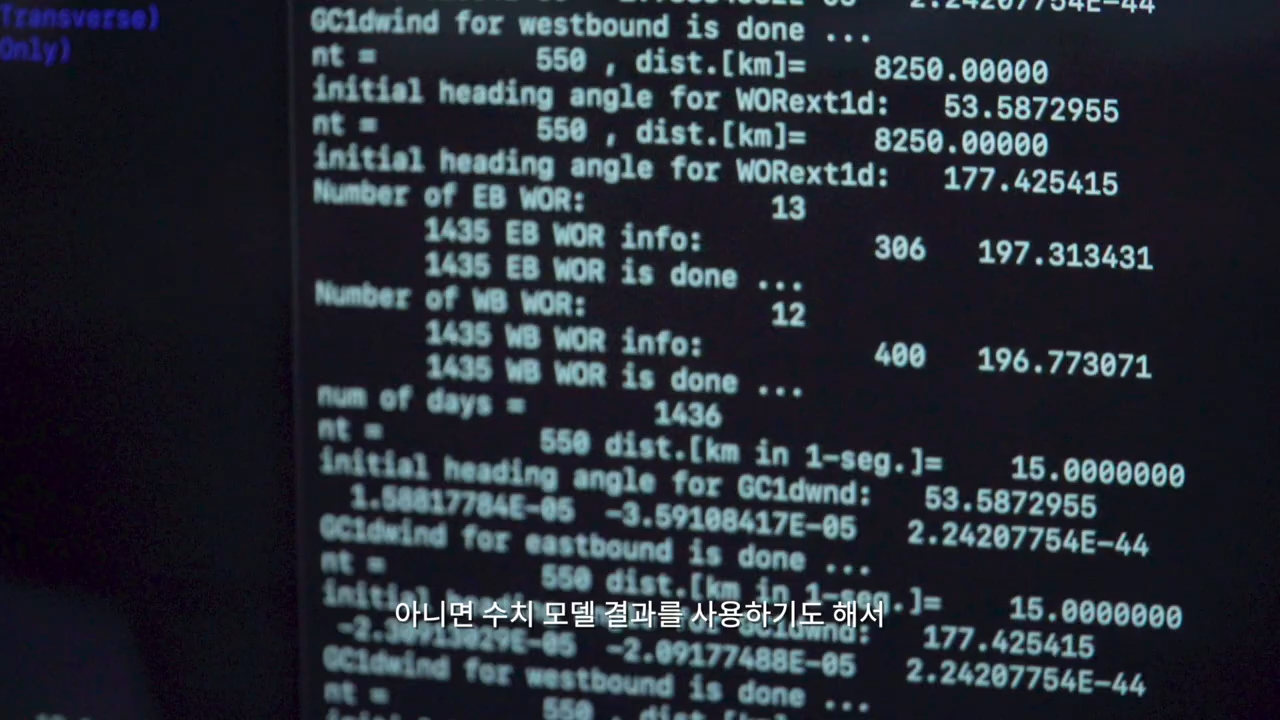 Transverse)
Only)
2.24207754E-44
GC1dwind for westbound is done ...
nt = 550 , dist.[km]= 8250.00000
initial heading angle for WORext1d: 53.5872955
nt = 550 , dist.[km]= 8250.00000
initial heading angle for WORext1d: 177.425415
Number of EB WOR: 13
1435 EB WOR info: 306 197.313431
1435 EB WOR is done ...
Number of WB WOR: 12
1435 WB WOR info: 400 196.773071
1435 WB WOR is done ...
num of days = 1436
nt = 550 dist.[km in 1-seg.]= 15.0000000
initial heading angle for GC1dwnd: 53.5872955
1.58817784E-05 -3.59108417E-05 2.24207754E-44
GC1dwind for eastbound is done ...
nt = 550 dist.[km in 1-seg.]= 15.0000000
initial 177.425415
아니면 수치 모델 결과를 사용하기도 해서
-2.09177488E-05 2.24207754E-44
GC1dwind for westbound is done ...
nt = 550